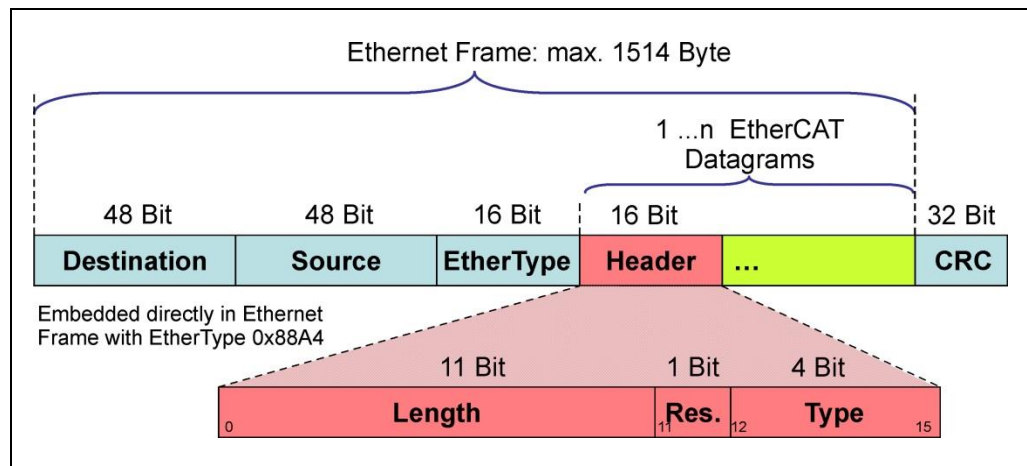 Ethernet Frame: max. 1514 Byte
1 ...n EtherCAT
Datagrams
48 Bit 48 Bit 16 Bit 16 Bit 32 Bit
Destination Source EtherType Header ... CRC
Embedded directly in Ethernet
Frame with EtherType 0x88A4
11 Bit 1 Bit 4 Bit
Length Res. Type
0 11 12 15